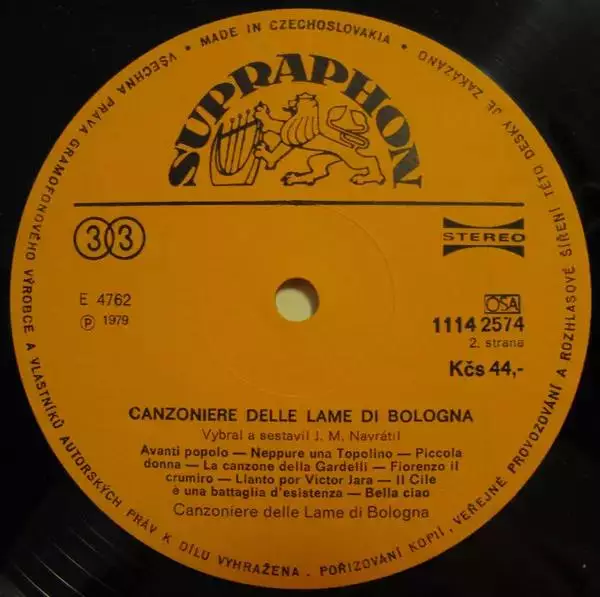 • MADE IN CZECHOSLOVAKIA •
VŠECHNA PRÁVA GRAMOFONOVÉHO VÝROBCE A VLASTNÍKŮ AUTORSKÝCH PRÁV K DÍLU VYHRAŽENA. POŘIZOVÁNÍ KOPIÍ, VEŘEJNÉ PROVOZOVÁNÍ A ROZHLASOVÉ ŠÍŘENÍ TÉTO DESKY JE ZAKÁZÁNO
SUPRAPHON
33
STEREO
E 4762
Ⓟ 1979
OSA
1114 2574
2. strana
Kčs 44,-
CANZONIERE DELLE LAME DI BOLOGNA
Vybral a sestavil J. M. Navrátil
Avanti popolo — Neppure una Topolino — Piccola
donna — La canzone della Gardelli — Fiorenzo il
crumiro — Llanto por Victor Jara — Il Cile
è una battaglia d'esistenza — Bella ciao
Canzoniere delle Lame di Bologna